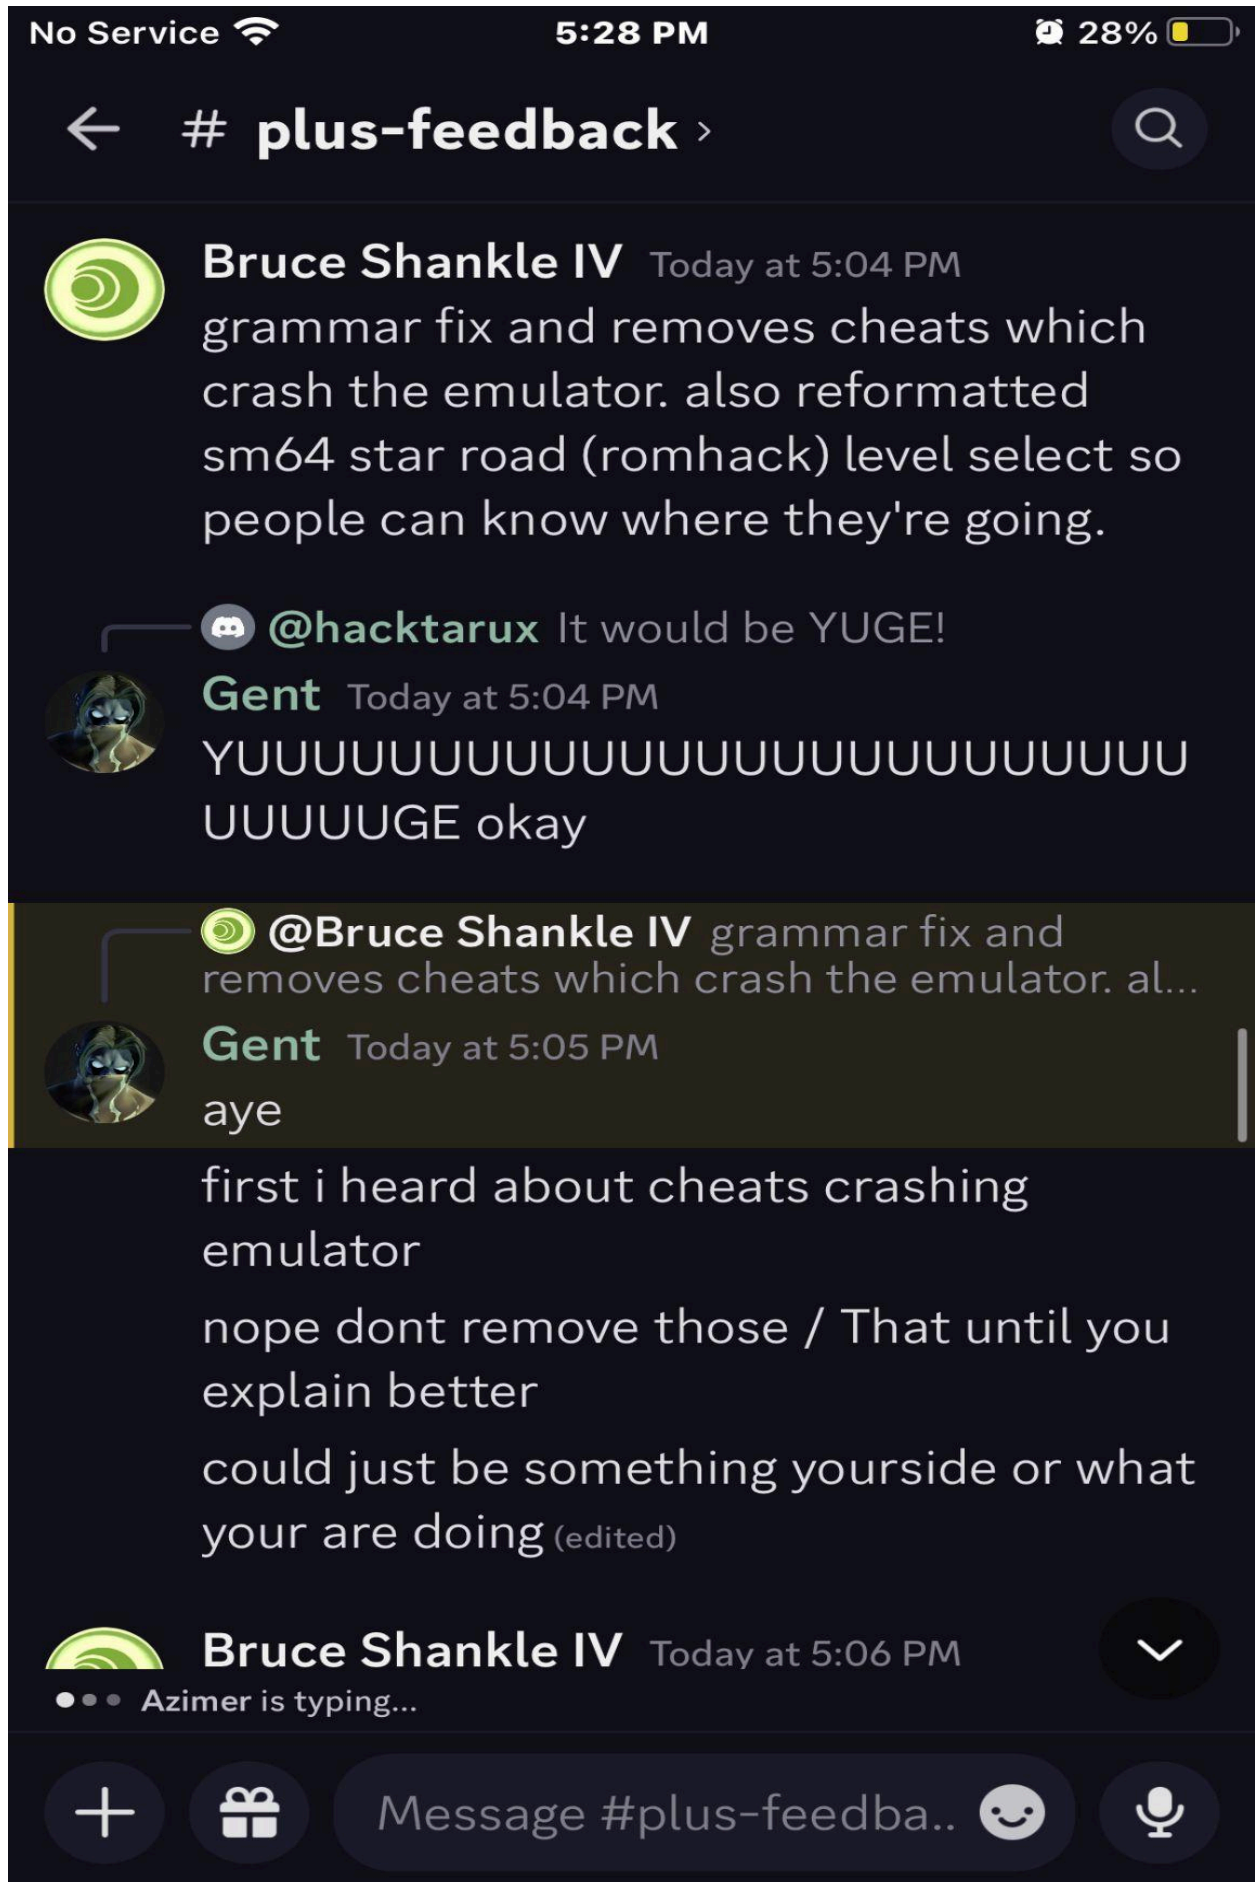 No Service 5:28 PM 28%
# plus-feedback ›
Bruce Shankle IV Today at 5:04 PM
grammar fix and removes cheats which
crash the emulator. also reformatted
sm64 star road (romhack) level select so
people can know where they're going.
@hacktarux It would be YUGE!
Gent Today at 5:04 PM
YUUUUUUUUUUUUUUUUUUUUUUUUU
UUUUUGE okay
@Bruce Shankle IV grammar fix and
removes cheats which crash the emulator. al...
Gent Today at 5:05 PM
aye
first i heard about cheats crashing
emulator
nope dont remove those / That until you
explain better
could just be something yourside or what
your are doing (edited)
Bruce Shankle IV Today at 5:06 PM
Azimer is typing...
Message #plus-feedba..